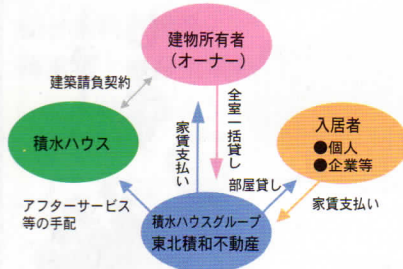 建物所有者
(オーナー)
建築請負契約
積水ハウス
家賃支払い
全室一括貸し
入居者
●個人
●企業等
部屋貸し
家賃支払い
アフターサービス
等の手配
積水ハウスグループ
東北積和不動産